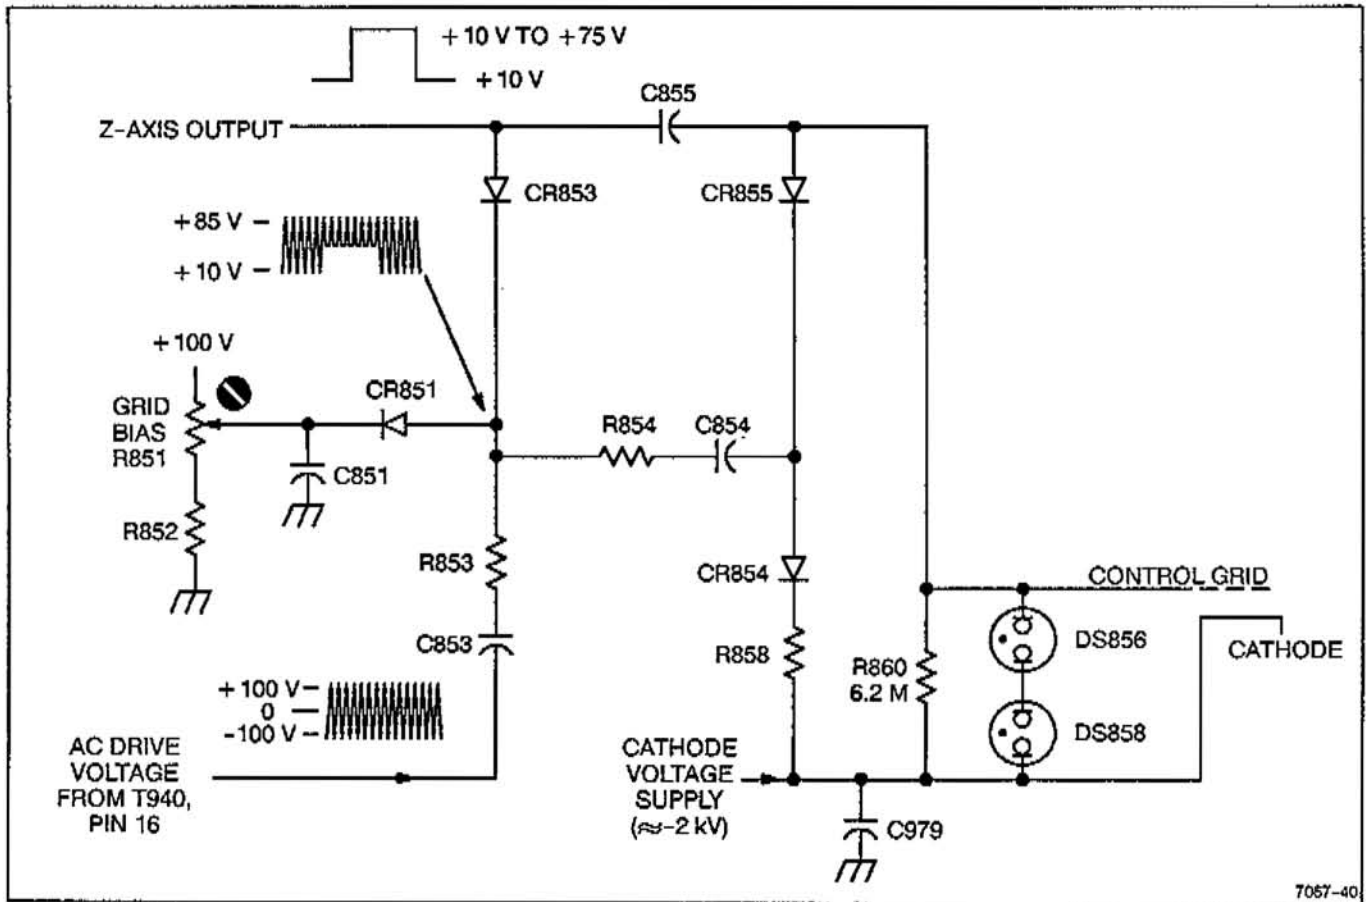 +10 V TO +75 V
+10 V
C855
Z-AXIS OUTPUT
CR853
CR855
+85 V
+10 V
+100 V
GRID
BIAS
R851
CR851
C851
R854
C854
R852
R853
CR854
CONTROL GRID
C853
R858
R860
6.2 M
DS856
CATHODE
+100 V
0
-100 V
DS858
AC DRIVE
VOLTAGE
FROM T940,
PIN 16
CATHODE
VOLTAGE
SUPPLY
(≈-2 kV)
C979
7057-40